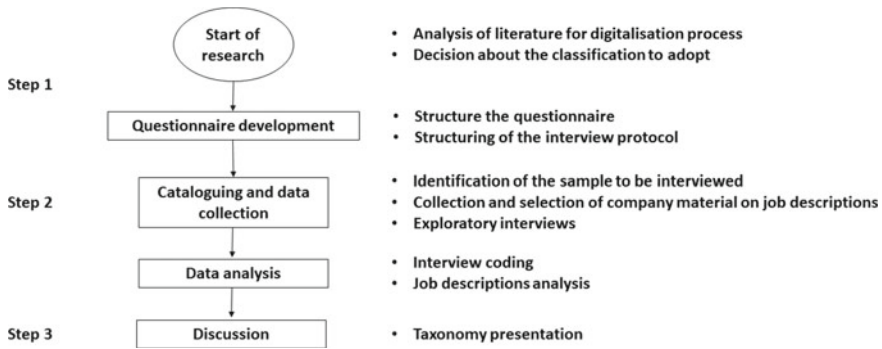 Start of
research
• Analysis of literature for digitalisation process
• Decision about the classification to adopt
Step 1
Questionnaire development
• Structure the questionnaire
• Structuring of the interview protocol
Step 2
Cataloguing and data
collection
• Identification of the sample to be interviewed
• Collection and selection of company material on job descriptions
• Exploratory interviews
Data analysis
• Interview coding
• Job descriptions analysis
Step 3
Discussion
• Taxonomy presentation